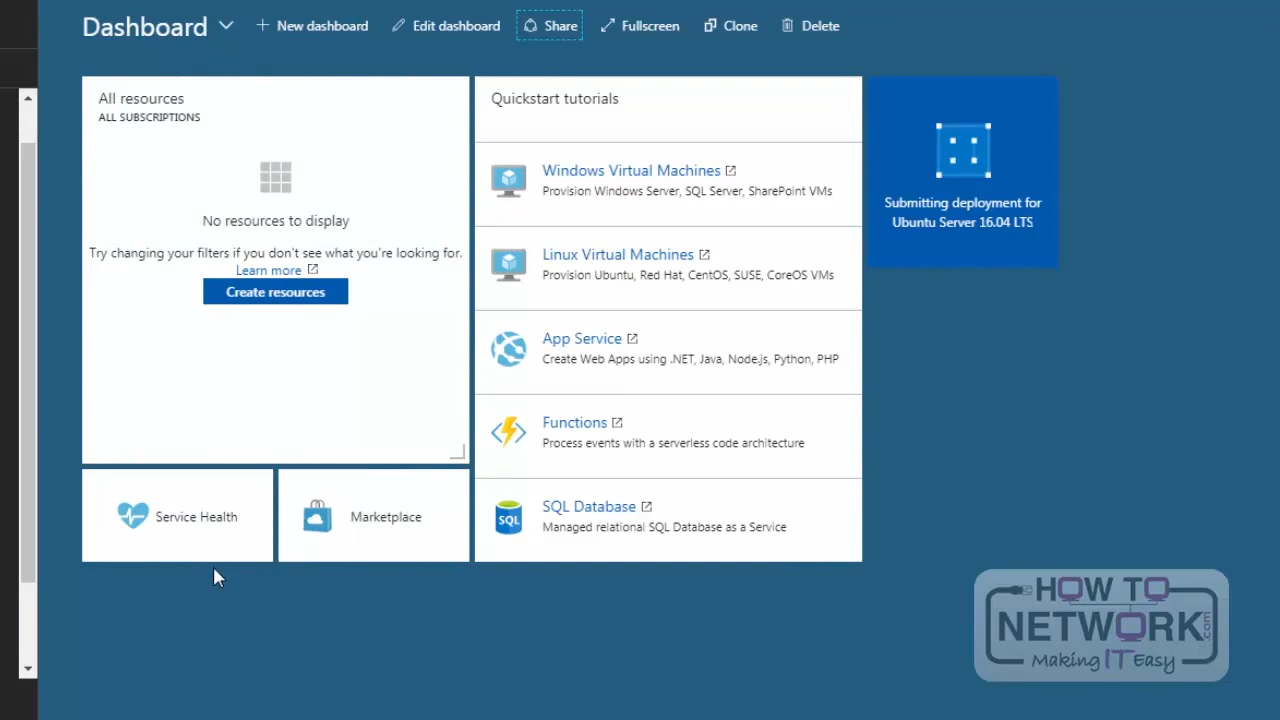 Dashboard
New dashboard
Edit dashboard
Share
Fullscreen
Clone
Delete
All resources
ALL SUBSCRIPTIONS
No resources to display
Try changing your filters if you don't see what you're looking for.
Learn more
Create resources
Service Health
Marketplace
Quickstart tutorials
Windows Virtual Machines
Provision Windows Server, SQL Server, SharePoint VMs
Linux Virtual Machines
Provision Ubuntu, Red Hat, CentOS, SUSE, CoreOS VMs
App Service
Create Web Apps using .NET, Java, Node.js, Python, PHP
Functions
Process events with a serverless code architecture
SQL
SQL Database
Managed relational SQL Database as a Service
Submitting deployment for
Ubuntu Server 16.04 LTS
HOW TO
NETWORK.com
Making IT Easy